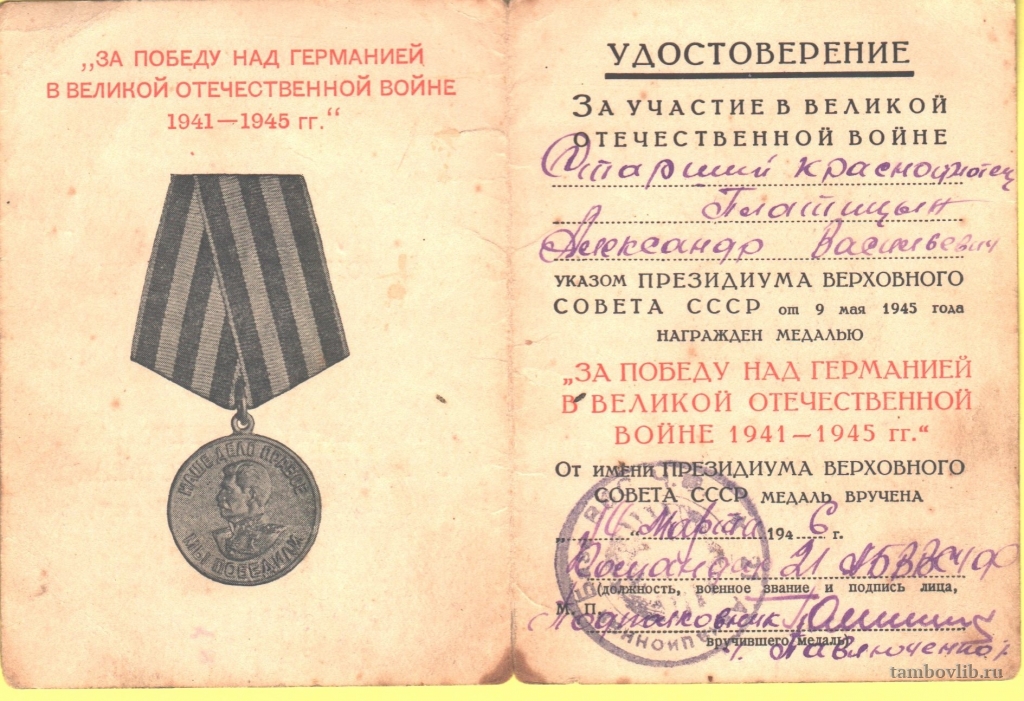 „ЗА ПОБЕДУ НАД ГЕРМАНИЕЙ
В ВЕЛИКОЙ ОТЕЧЕСТВЕННОЙ ВОЙНЕ
1941—1945 гг.“
НАШЕ ДЕЛО ПРАВОЕ
МЫ ПОБЕДИЛИ
УДОСТОВЕРЕНИЕ
ЗА УЧАСТИЕ В ВЕЛИКОЙ
ОТЕЧЕСТВЕННОЙ ВОЙНЕ
Старший краснофлотец
Платицын
Александр Васильевич
УКАЗОМ ПРЕЗИДИУМА ВЕРХОВНОГО
СОВЕТА СССР от 9 мая 1945 года
НАГРАЖДЕН МЕДАЛЬЮ
„ЗА ПОБЕДУ НАД ГЕРМАНИЕЙ
В ВЕЛИКОЙ ОТЕЧЕСТВЕННОЙ
ВОЙНЕ 1941—1945 гг.“
ОТ ИМЕНИ ПРЕЗИДИУМА ВЕРХОВНОГО
СОВЕТА СССР МЕДАЛЬ ВРУЧЕНА
„ “ Марта 1946 г.
Командир 21
(должность, военное звание и подпись лица,
М. П.
Подполковник
вручившего медаль)
Павлюченко
tambovlib.ru